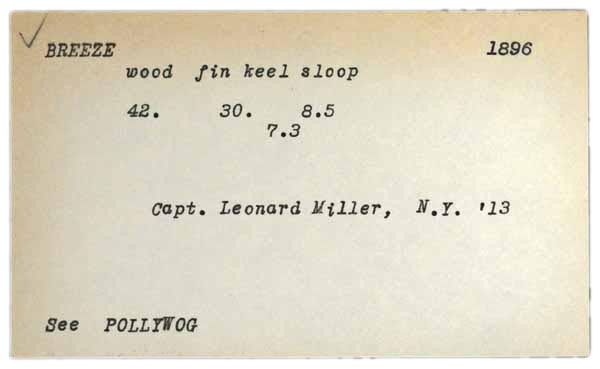 BREEZE 1896
wood fin keel sloop
42. 30. 8.5
7.3
Capt. Leonard Miller, N.Y. '13
See POLLYWOG